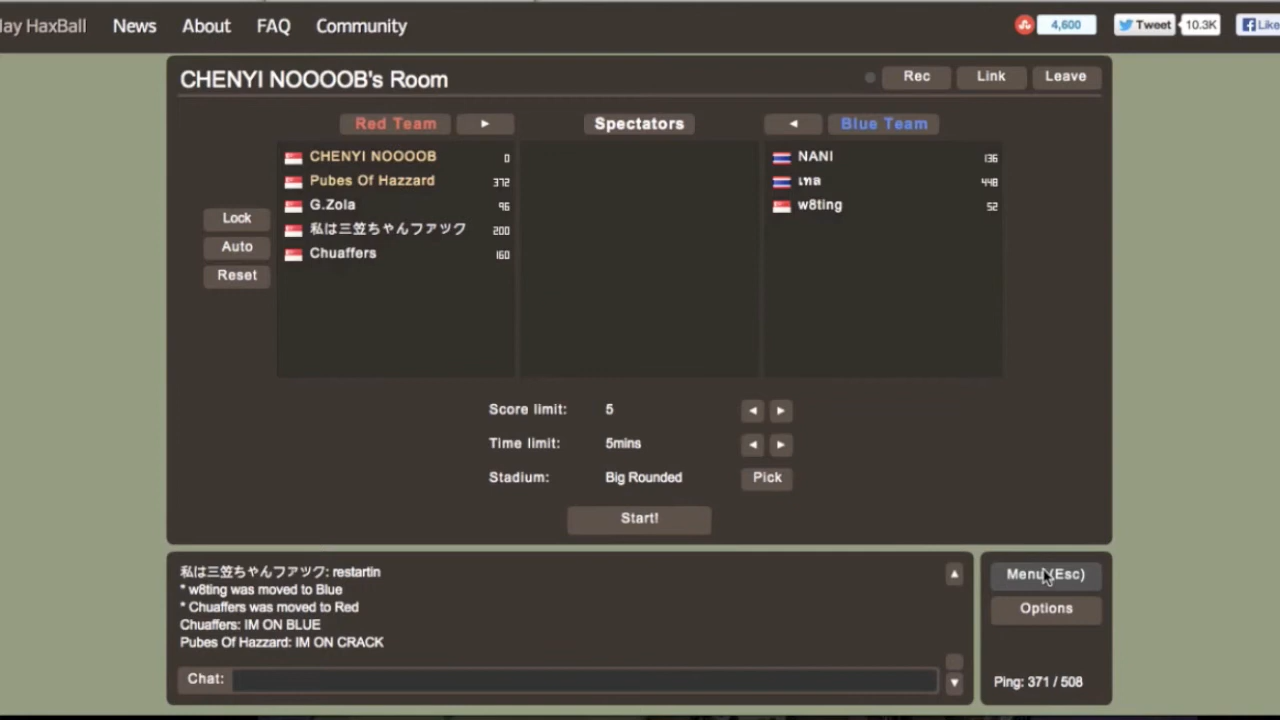 lay HaxBall News About FAQ Community 4,600 Tweet 10.3K Like
CHENYI NOOOOB's Room Rec Link Leave
Red Team ► Spectators ◄ Blue Team
CHENYI NOOOOB 0 NANI 136
Pubes Of Hazzard 372 เทล 448
G.Zola 96 w8ting 52
私は三笠ちゃんファック 200
Chuaffers 160
Lock
Auto
Reset
Score limit: 5 ◄ ►
Time limit: 5mins ◄ ►
Stadium: Big Rounded Pick
Start!
私は三笠ちゃんファック: restartin
* w8ting was moved to Blue
* Chuaffers was moved to Red
Chuaffers: IM ON BLUE
Pubes Of Hazzard: IM ON CRACK
Chat:
Menu (Esc)
Options
Ping: 371 / 508